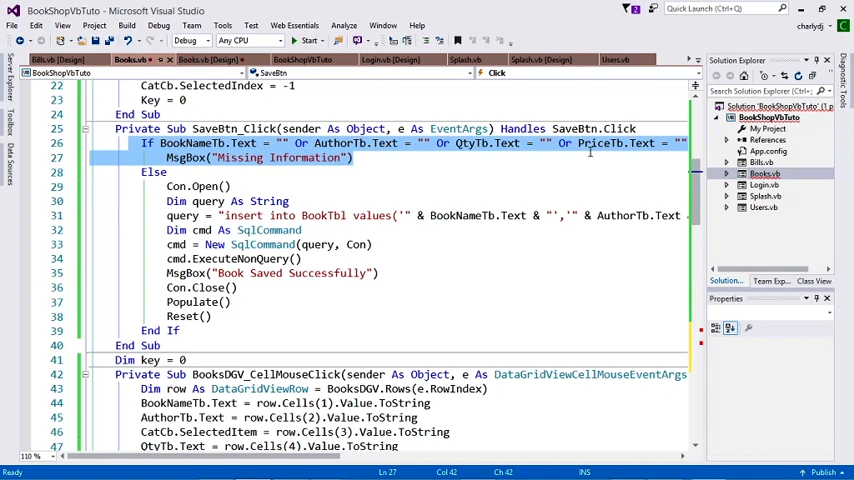 BookShopVbTuto - Microsoft Visual Studio
Quick Launch (Ctrl+Q)
File Edit View Project Build Debug Team Tools Test Web Essentials Analyze Window Help
charlydj
Debug Any CPU Start
Bills.vb [Design] Books.vb Books.vb [Design] BookShopVbTuto Login.vb [Design] Splash.vb Splash.vb [Design] Users.vb
BookShopVbTuto SaveBtn Click
22 CatCb.SelectedIndex = -1
23 Key = 0
24 End Sub
25 Private Sub SaveBtn_Click(sender As Object, e As EventArgs) Handles SaveBtn.Click
26 If BookNameTb.Text = "" Or AuthorTb.Text = "" Or QtyTb.Text = "" Or PriceTb.Text = ""
27 MsgBox("Missing Information")
28 Else
29 Con.Open()
30 Dim query As String
31 query = "insert into BookTbl values('" & BookNameTb.Text & "','" & AuthorTb.Text
32 Dim cmd As SqlCommand
33 cmd = New SqlCommand(query, Con)
34 cmd.ExecuteNonQuery()
35 MsgBox("Book Saved Successfully")
36 Con.Close()
37 Populate()
38 Reset()
39 End If
40 End Sub
41 Dim key = 0
42 Private Sub BooksDGV_CellMouseClick(sender As Object, e As DataGridViewCellMouseEventArgs
43 Dim row As DataGridViewRow = BooksDGV.Rows(e.RowIndex)
44 BookNameTb.Text = row.Cells(1).Value.ToString
45 AuthorTb.Text = row.Cells(2).Value.ToString
46 CatCb.SelectedItem = row.Cells(3).Value.ToString
47 QtyTb.Text = row.Cells(4).Value.ToString
110 %
Server Explorer
Toolbox
Data Sources
Solution Explorer
Search Solution Explorer (Ctrl+;)
Solution 'BookShopVbTuto' (1 p
BookShopVbTuto
My Project
References
App.config
Bills.vb
Books.vb
Login.vb
Splash.vb
Users.vb
Solution... Team Exp... Class View
Properties
Diagnostic Tools
Ready Ln 27 Col 42 Ch 42 INS Publish